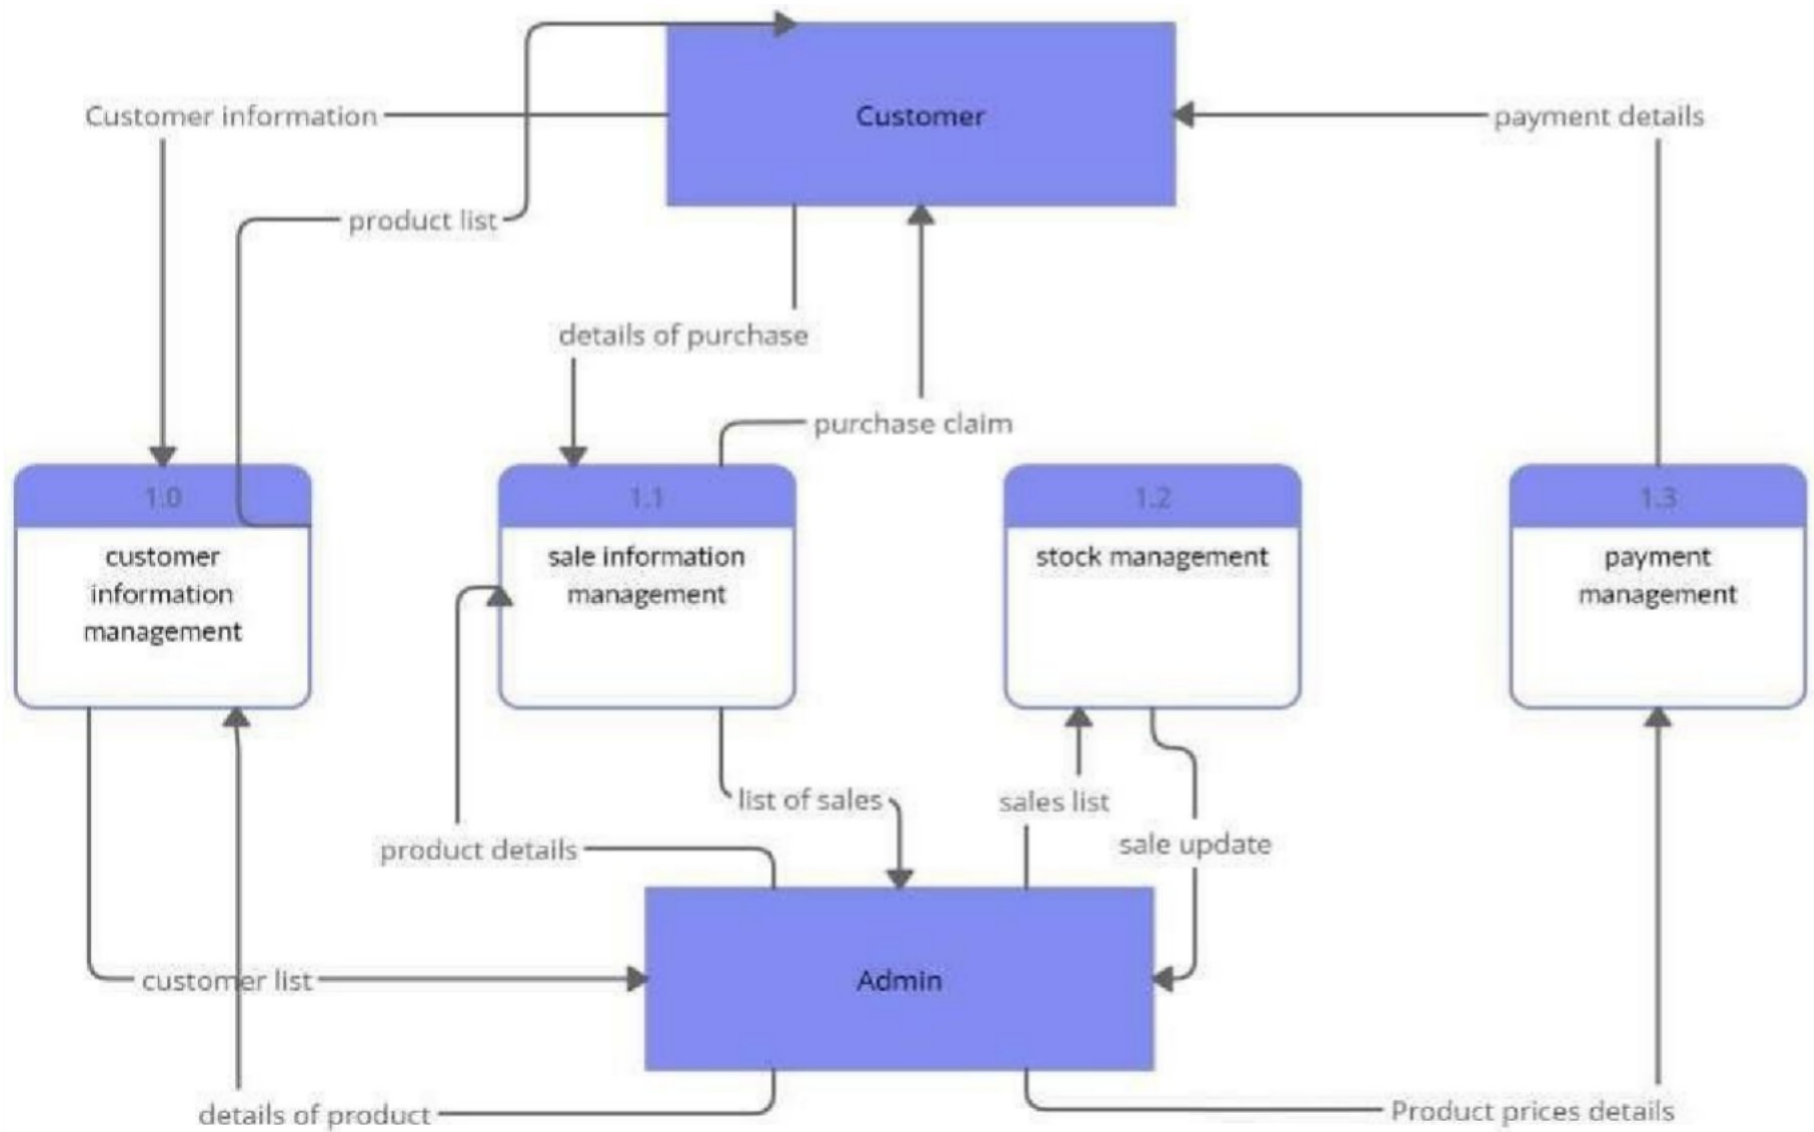 Customer information
Customer
payment details
product list
details of purchase
purchase claim
1.0
1.1
1.2
1.3
customer
information
management
sale information
management
stock management
payment
management
list of sales
sales list
product details
sale update
customer list
Admin
details of product
Product prices details